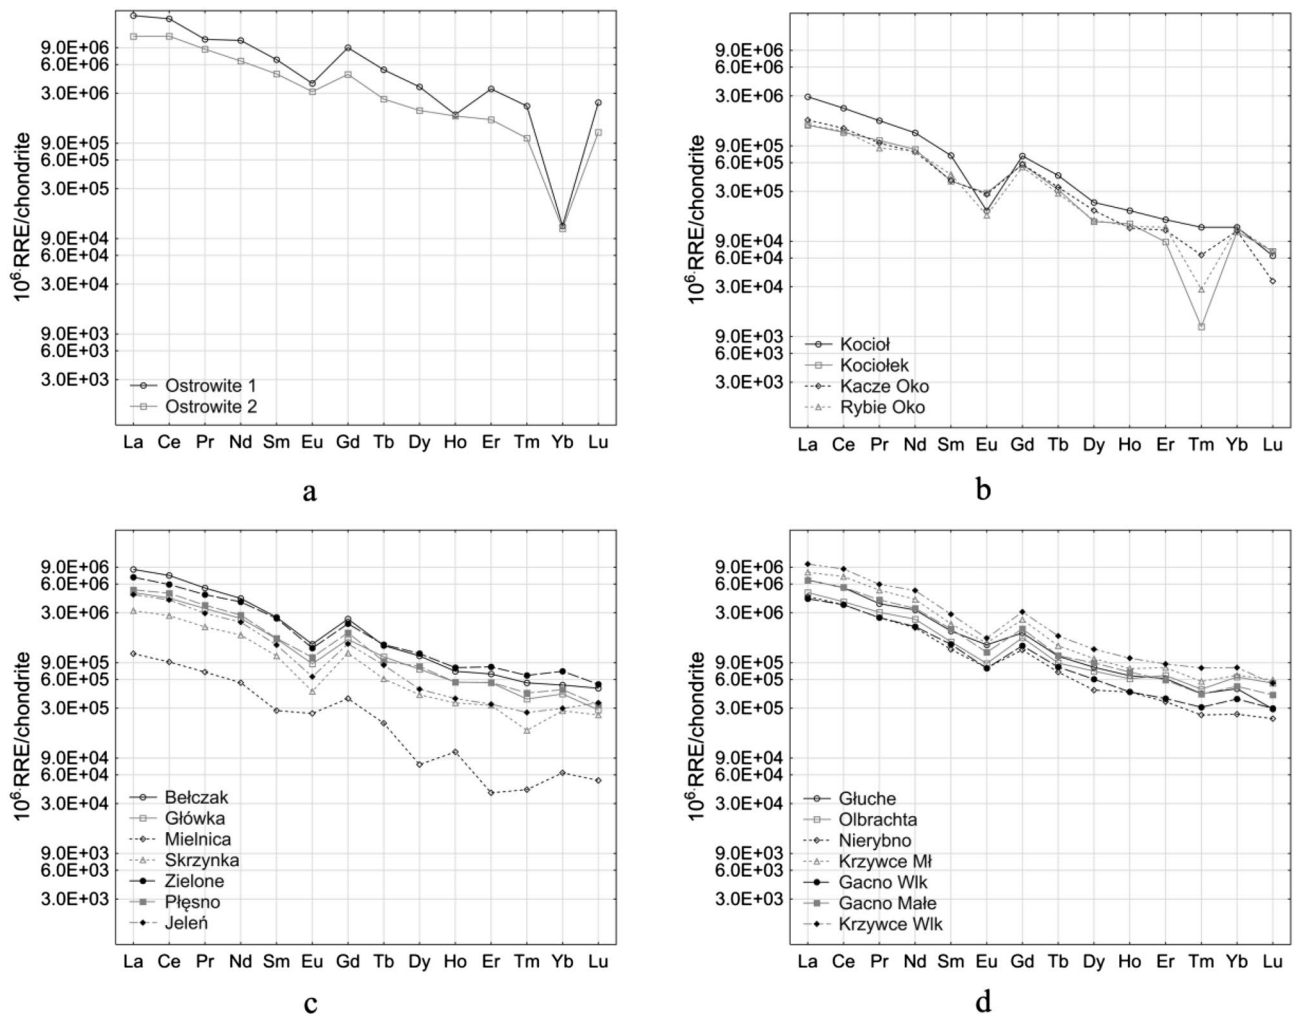 9.0E+06
6.0E+06
3.0E+06
9.0E+05
6.0E+05
3.0E+05
9.0E+04
6.0E+04
3.0E+04
9.0E+03
6.0E+03
3.0E+03
10⁶·RRE/chondrite
Ostrowite 1
Ostrowite 2
La Ce Pr Nd Sm Eu Gd Tb Dy Ho Er Tm Yb Lu
a
9.0E+06
6.0E+06
3.0E+06
9.0E+05
6.0E+05
3.0E+05
9.0E+04
6.0E+04
3.0E+04
9.0E+03
6.0E+03
3.0E+03
10⁶·RRE/chondrite
Kocioł
Kociołek
Kacze Oko
Rybie Oko
La Ce Pr Nd Sm Eu Gd Tb Dy Ho Er Tm Yb Lu
b
9.0E+06
6.0E+06
3.0E+06
9.0E+05
6.0E+05
3.0E+05
9.0E+04
6.0E+04
3.0E+04
9.0E+03
6.0E+03
3.0E+03
10⁶·RRE/chondrite
Bełczak
Główka
Mielnica
Skrzynka
Zielone
Płęsno
Jeleń
La Ce Pr Nd Sm Eu Gd Tb Dy Ho Er Tm Yb Lu
c
9.0E+06
6.0E+06
3.0E+06
9.0E+05
6.0E+05
3.0E+05
9.0E+04
6.0E+04
3.0E+04
9.0E+03
6.0E+03
3.0E+03
10⁶·RRE/chondrite
Głuche
Olbrachta
Nierybno
Krzywce Mł
Gacno Wlk
Gacno Małe
Krzywce Wlk
La Ce Pr Nd Sm Eu Gd Tb Dy Ho Er Tm Yb Lu
d